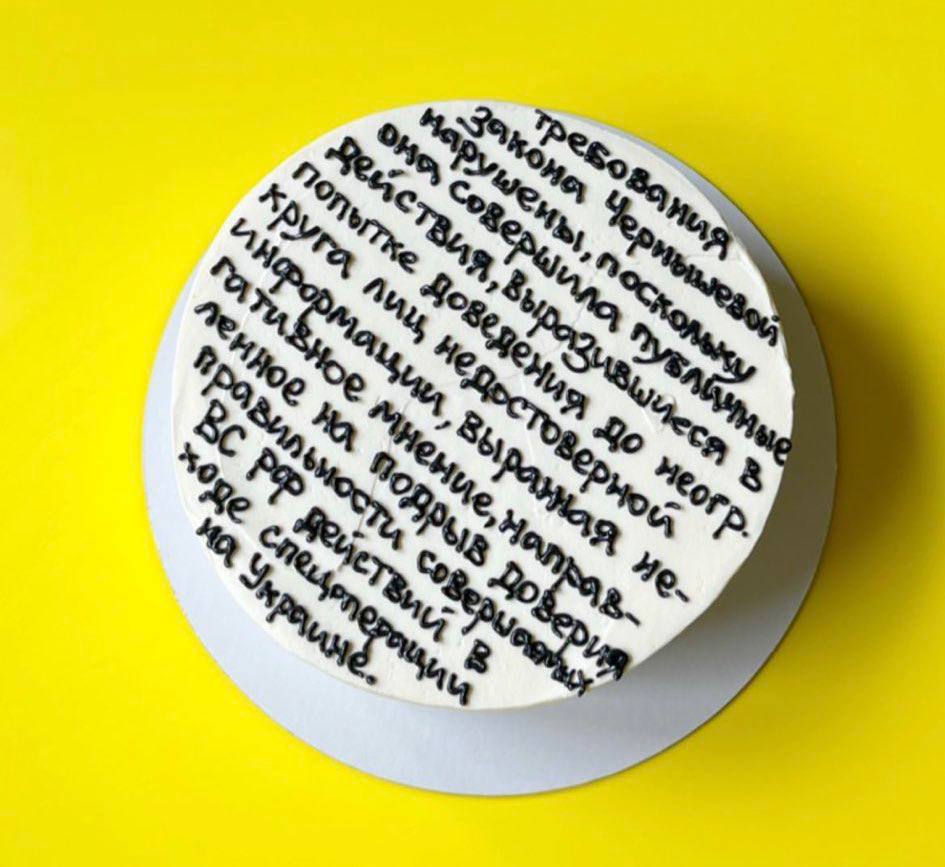 требования
Закона Чернышевой
нарушены, поскольку
она совершила публичные
действия, выразившиеся в
попытке доведения до неогр.
круга лиц недостоверной
информации, выранная не-
гативное мнение, направ-
ленное на подрыв доверия
правильности совершаемых
ВС РФ действий в
ходе спецоперации
на Украине.